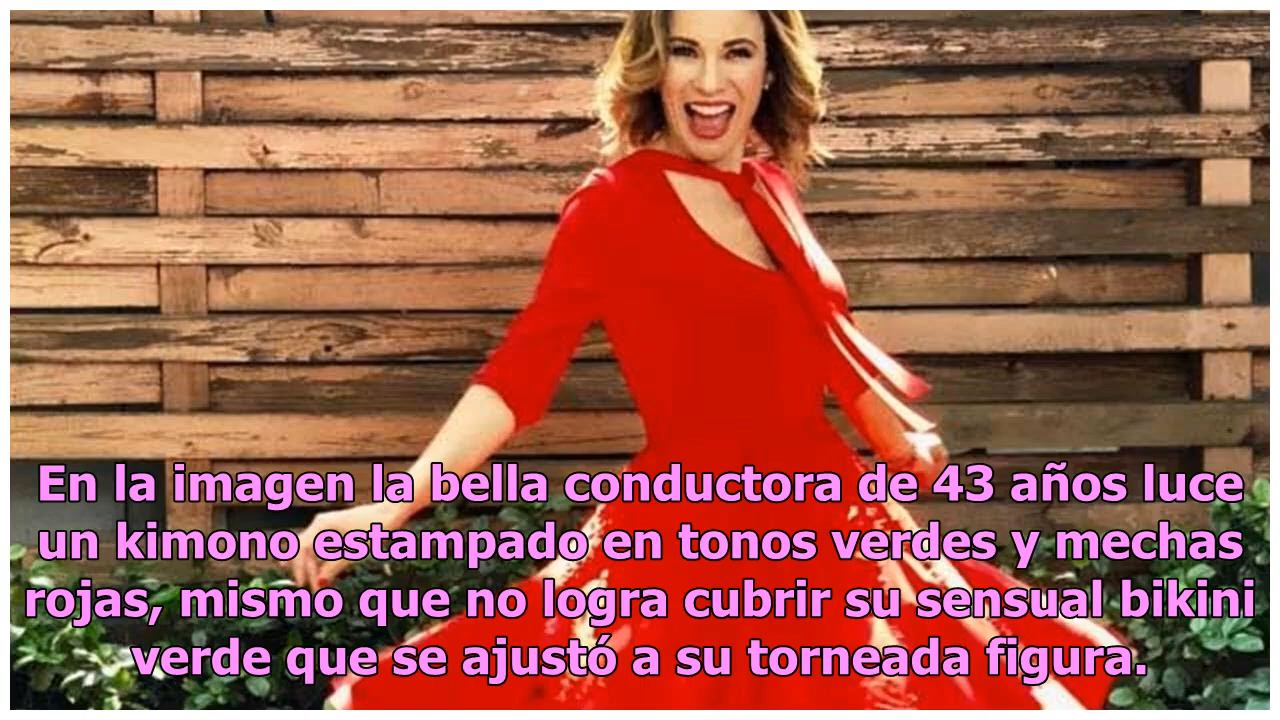 En la imagen la bella conductora de 43 años luce
un kimono estampado en tonos verdes y mechas
rojas, mismo que no logra cubrir su sensual bikini
verde que se ajustó a su torneada figura.